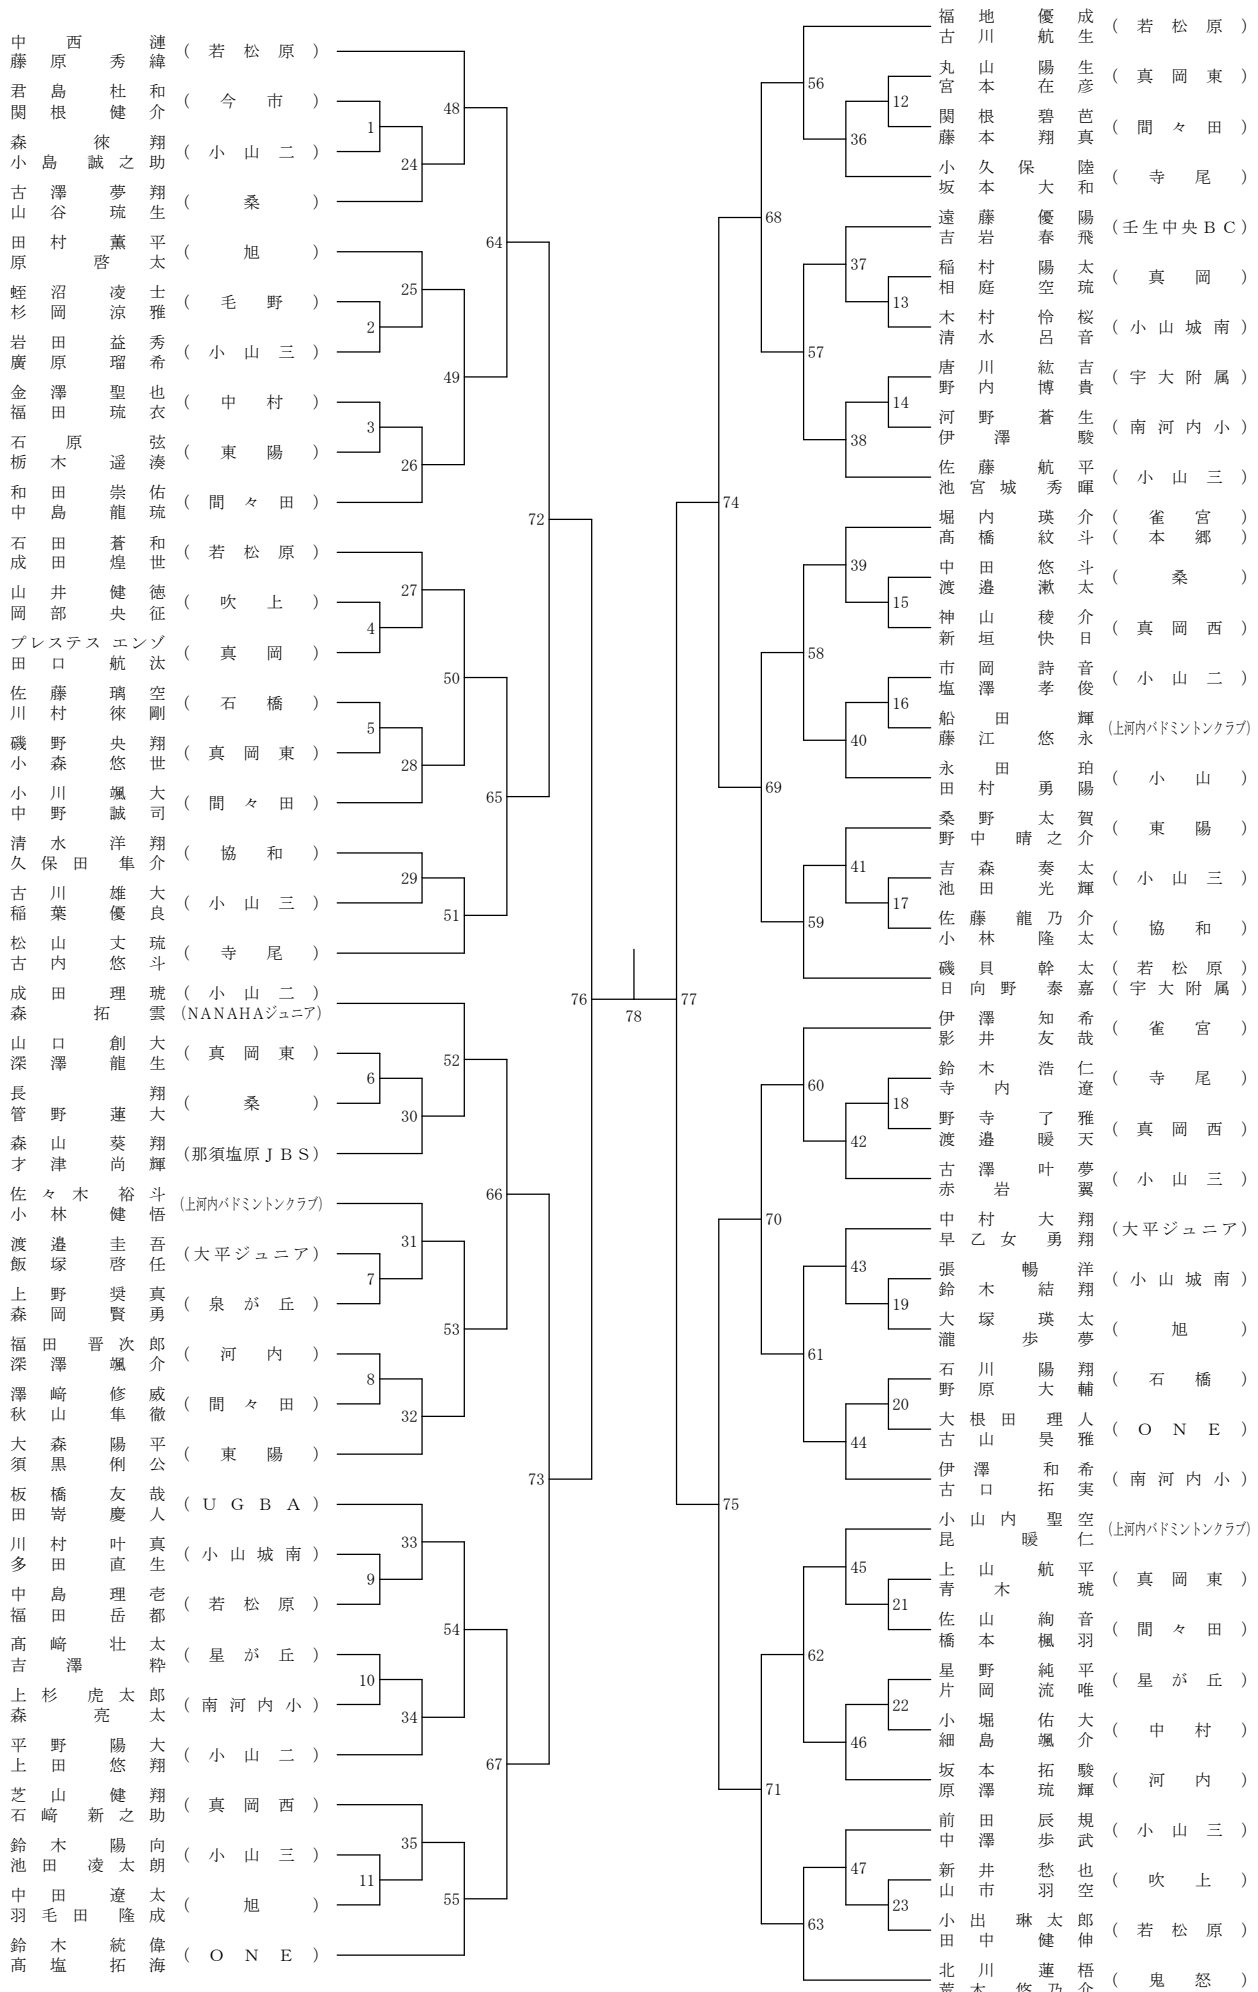 中西漣
藤原秀緯 (若松原)
君島杜和
関根健介 (今市)
森徠翔
小島誠之助 (小山二)
古澤夢翔
山谷琉生 (桑)
田村薫平
原啓太 (旭)
蛭沼凌士
杉岡涼雅 (毛野)
岩田益秀
廣原瑠希 (小山三)
金澤聖也
福田琉衣 (中村)
石原弦
栃木遥湊 (東陽)
和田崇佑
中島龍琉 (間々田)
石田蒼和
成田煌世 (若松原)
山井健徳
岡部央征 (吹上)
プレステス エンゾ
田口航汰 (真岡)
佐藤璃空
川村徠剛 (石橋)
磯野央翔
小森悠世 (真岡東)
小川颯大
中野誠司 (間々田)
清水洋翔
久保田隼介 (協和)
古川雄大
稲葉優良 (小山三)
松山丈琉
古内悠斗 (寺尾)
成田理琥 (小山二)
森拓雲 (NANAHAジュニア)
山口創大
深澤龍生 (真岡東)
長翔
管野蓮大 (桑)
森山葵翔
才津尚輝 (那須塩原JBS)
佐々木裕斗
小林健悟 (上河内バドミントンクラブ)
渡邉圭吾
飯塚啓任 (大平ジュニア)
上野奨真
森岡賢勇 (泉が丘)
福田晋次郎
深澤颯介 (河内)
澤﨑修威
秋山隼徹 (間々田)
大森陽平
須黒俐公 (東陽)
板橋友哉
田嵜慶人 (UGBA)
川村叶真
多田直生 (小山城南)
中島理壱
福田岳都 (若松原)
髙﨑壮太
吉澤粋 (星が丘)
上杉虎太郎
森亮太 (南河内小)
平野陽大
上田悠翔 (小山二)
芝山健翔
石﨑新之助 (真岡西)
鈴木陽向
池田凌太朗 (小山三)
中田遼太
羽毛田隆成 (旭)
鈴木統偉
髙塩拓海 (ONE)
1
2
3
4
5
6
7
8
9
10
11
24
25
26
27
28
29
30
31
32
33
34
35
48
49
50
51
52
53
54
55
64
65
66
67
72
73
76
78
77
74
75
68
69
70
71
56
57
58
59
60
61
62
63
36
37
38
39
40
41
42
43
44
45
46
47
12
13
14
15
16
17
18
19
20
21
22
23
福地優成
古川航生 (若松原)
丸山陽生
宮本在彦 (真岡東)
関根碧芭
藤本翔真 (間々田)
小久保陸
坂本大和 (寺尾)
遠藤優陽
吉岩春飛 (壬生中央BC)
稲村陽太
相庭空琉 (真岡)
木村怜桜
清水呂音 (小山城南)
唐川紘吉
野内博貴 (宇大附属)
河野蒼生
伊澤駿 (南河内小)
佐藤航平
池宮城秀暉 (小山三)
堀内瑛介 (雀宮)
髙橋紋斗 (本郷)
中田悠斗
渡邉漱太 (桑)
神山稜介
新垣快日 (真岡西)
市岡詩音
塩澤孝俊 (小山二)
船田輝
藤江悠永 (上河内バドミントンクラブ)
永田珀
田村勇陽 (小山)
桑野太賀
野中晴之介 (東陽)
吉森奏太
池田光輝 (小山三)
佐藤龍乃介
小林隆太 (協和)
磯貝幹太 (若松原)
日向野泰嘉 (宇大附属)
伊澤知希
影井友哉 (雀宮)
鈴木浩仁
寺内遼 (寺尾)
野寺了雅
渡邉暖天 (真岡西)
古澤叶夢
赤岩翼 (小山三)
中村大翔
早乙女勇翔 (大平ジュニア)
張暢洋
鈴木結翔 (小山城南)
大塚瑛太
瀧歩夢 (旭)
石川陽翔
野原大輔 (石橋)
大根田理人
古山昊雅 (ONE)
伊澤和希
古口拓実 (南河内小)
小山内聖空
昆暖仁 (上河内バドミントンクラブ)
上山航平
青木琥 (真岡東)
佐山絢音
橋本楓羽 (間々田)
星野純平
片岡流唯 (星が丘)
小堀佑大
細島颯介 (中村)
坂本拓駿
原澤琉輝 (河内)
前田辰規
中澤歩武 (小山三)
新井愁也
山市羽空 (吹上)
小出琳太郎
田中健伸 (若松原)
北川蓮梧
荒木悠乃介 (鬼怒)